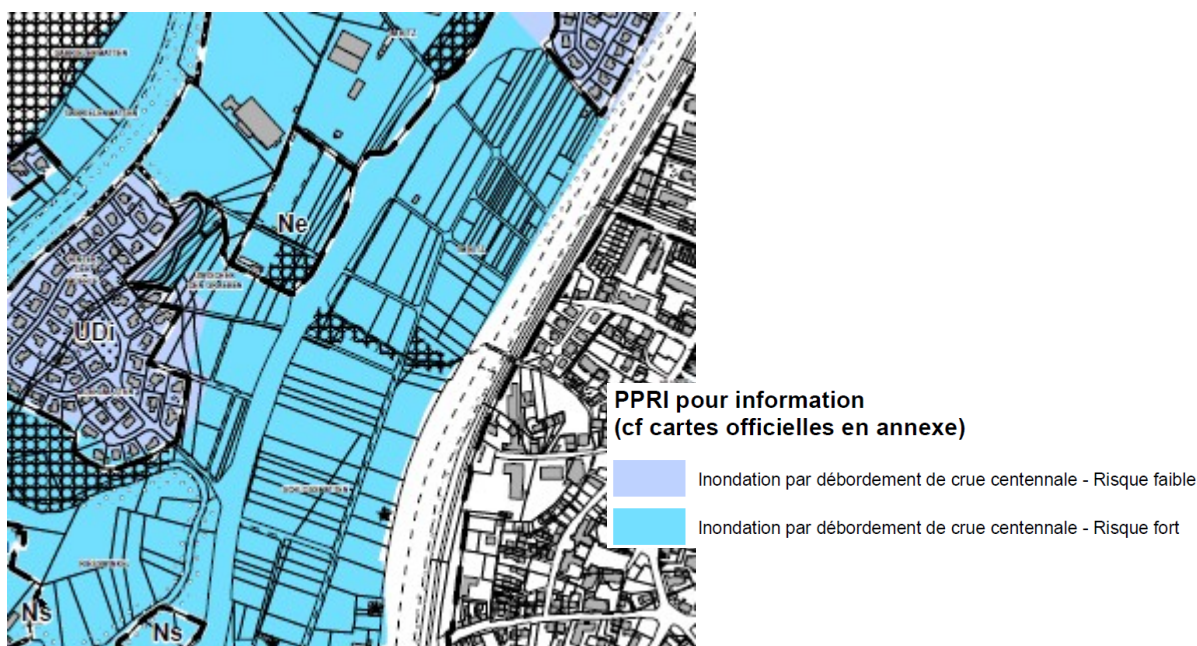 Ne
UDi
PPRI pour information
(cf cartes officielles en annexe)
Inondation par débordement de crue centennale - Risque faible
Inondation par débordement de crue centennale - Risque fort
Ns
Ns